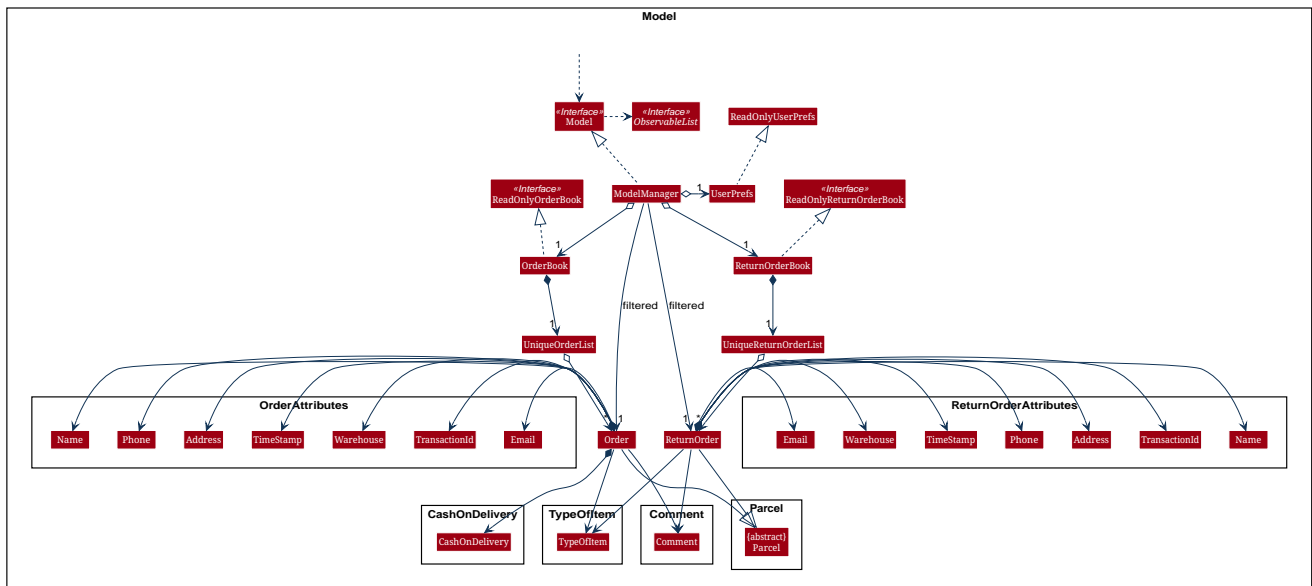 Model
«Interface»
Model
«Interface»
ObservableList
ReadOnlyUserPrefs
«Interface»
ReadOnlyOrderBook
ModelManager
1
UserPrefs
«Interface»
ReadOnlyReturnOrderBook
1
1
OrderBook
ReturnOrderBook
filtered
filtered
1
1
UniqueOrderList
UniqueReturnOrderList
OrderAttributes
ReturnOrderAttributes
*
1
1
*
Name
Phone
Address
TimeStamp
Warehouse
TransactionId
Email
Order
ReturnOrder
Email
Warehouse
TimeStamp
Phone
Address
TransactionId
Name
CashOnDelivery
TypeOfItem
Comment
Parcel
CashOnDelivery
TypeOfItem
Comment
{abstract}
Parcel